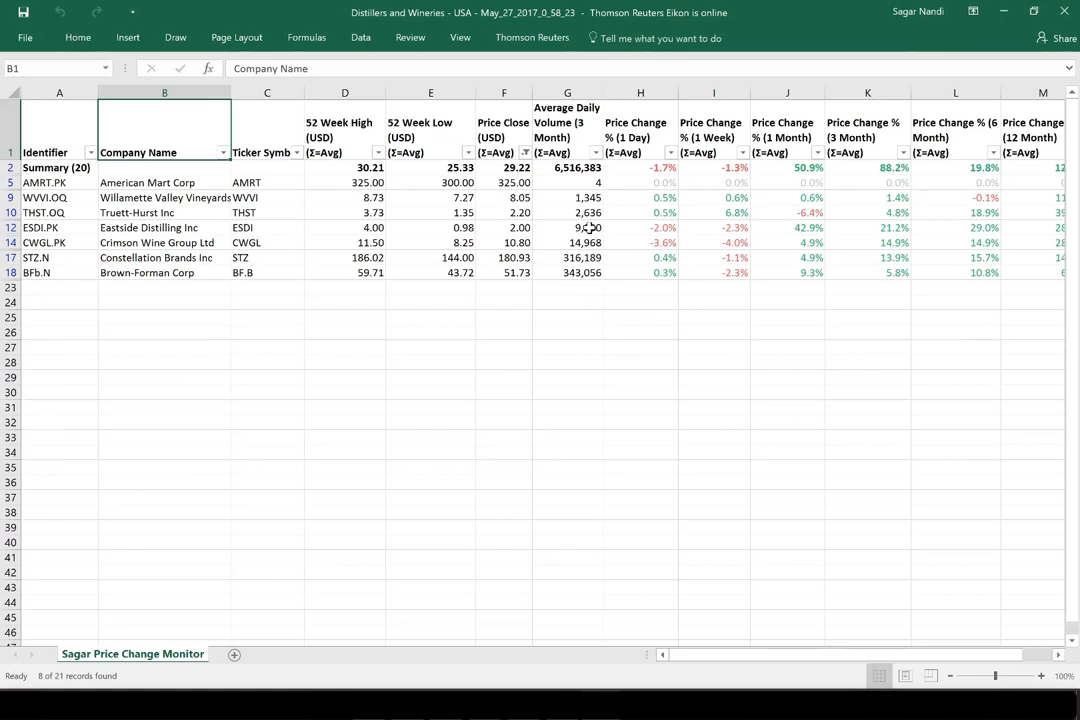 Distillers and Wineries - USA - May_27_2017_0_58_23 - Thomson Reuters Eikon is online
Sagar Nandi
File Home Insert Draw Page Layout Formulas Data Review View Thomson Reuters Tell me what you want to do Share
B1 fx Company Name
A B C D E F G H I J K L M
1 Identifier Company Name Ticker Symb 52 Week High (USD) (Σ=Avg) 52 Week Low (USD) (Σ=Avg) Price Close (USD) (Σ=Avg) Average Daily Volume (3 Month) (Σ=Avg) Price Change % (1 Day) (Σ=Avg) Price Change % (1 Week) (Σ=Avg) Price Change % (1 Month) (Σ=Avg) Price Change % (3 Month) (Σ=Avg) Price Change % (6 Month) (Σ=Avg) Price Change (12 Month) (Σ=Avg)
2 Summary (20) 30.21 25.33 29.22 6,516,383 -1.7% -1.3% 50.9% 88.2% 19.8% 12
5 AMRT.PK American Mart Corp AMRT 325.00 300.00 325.00 4 0.0% 0.0% 0.0% 0.0% 0.0% 0
9 WVVI.OQ Willamette Valley Vineyards WVVI 8.73 7.27 8.05 1,345 0.5% 0.6% 0.6% 1.4% -0.1% 11
10 THST.OQ Truett-Hurst Inc THST 3.73 1.35 2.20 2,636 0.5% 6.8% -6.4% 4.8% 18.9% 39
12 ESDI.PK Eastside Distilling Inc ESDI 4.00 0.98 2.00 -2.0% -2.3% 42.9% 21.2% 29.0% 28
14 CWGL.PK Crimson Wine Group Ltd CWGL 11.50 8.25 10.80 14,968 -3.6% -4.0% 4.9% 14.9% 14.9% 28
17 STZ.N Constellation Brands Inc STZ 186.02 144.00 180.93 316,189 0.4% -1.1% 4.9% 13.9% 15.7% 14
18 BFb.N Brown-Forman Corp BF.B 59.71 43.72 51.73 343,056 0.3% -2.3% 9.3% 5.8% 10.8% 6
23
24
25
26
27
28
29
30
31
32
33
34
35
36
37
38
39
40
41
42
43
44
45
46
Sagar Price Change Monitor
Ready 8 of 21 records found 100%